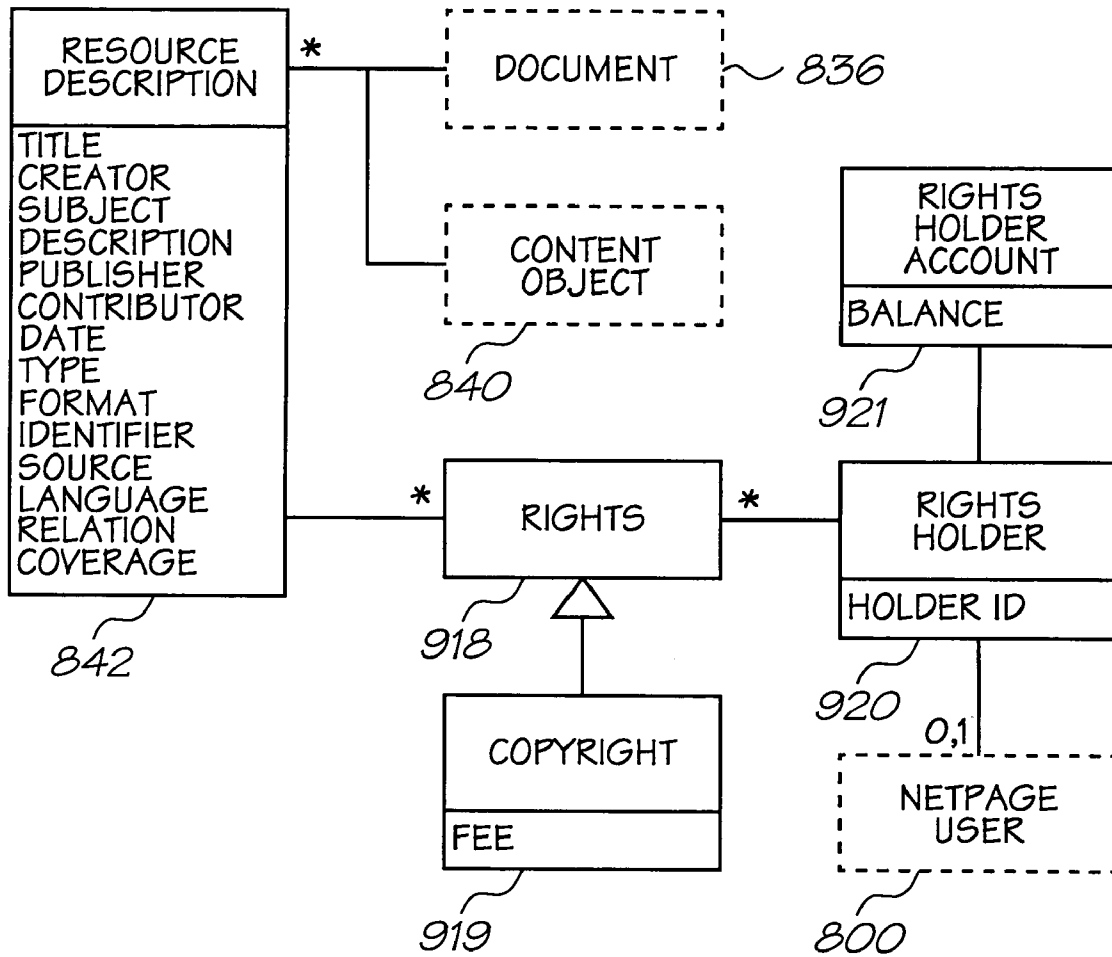 RESOURCE
DESCRIPTION
TITLE
CREATOR
SUBJECT
DESCRIPTION
PUBLISHER
CONTRIBUTOR
DATE
TYPE
FORMAT
IDENTIFIER
SOURCE
LANGUAGE
RELATION
COVERAGE
842
*
DOCUMENT
836
CONTENT
OBJECT
840
*
RIGHTS
*
918
COPYRIGHT
FEE
919
RIGHTS
HOLDER
ACCOUNT
BALANCE
921
RIGHTS
HOLDER
HOLDER ID
920
0,1
NETPAGE
USER
800